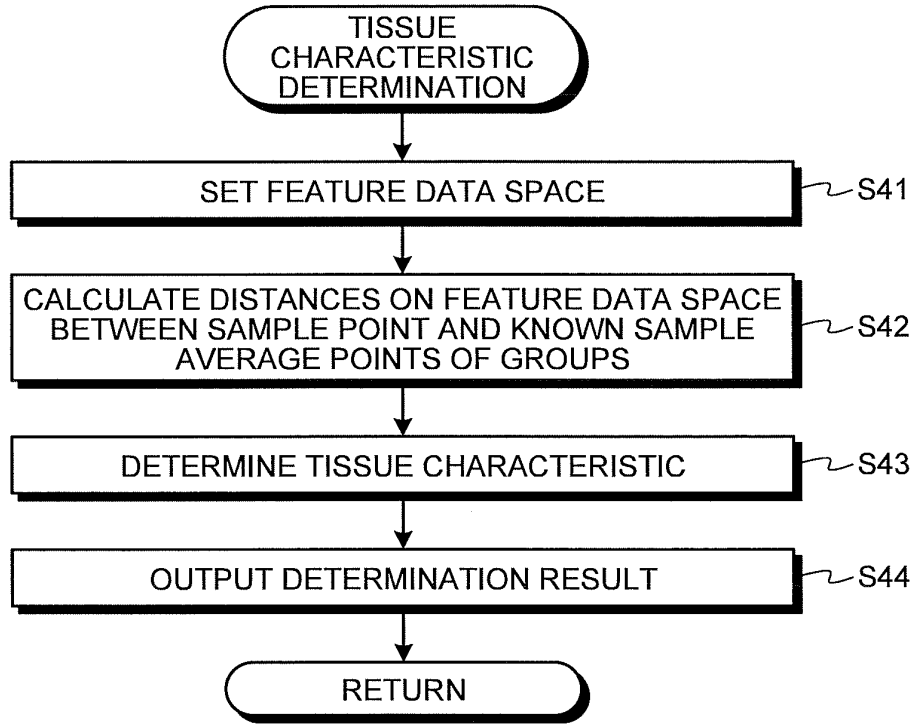 TISSUE
CHARACTERISTIC
DETERMINATION
SET FEATURE DATA SPACE
S41
CALCULATE DISTANCES ON FEATURE DATA SPACE
BETWEEN SAMPLE POINT AND KNOWN SAMPLE
AVERAGE POINTS OF GROUPS
S42
DETERMINE TISSUE CHARACTERISTIC
S43
OUTPUT DETERMINATION RESULT
S44
RETURN